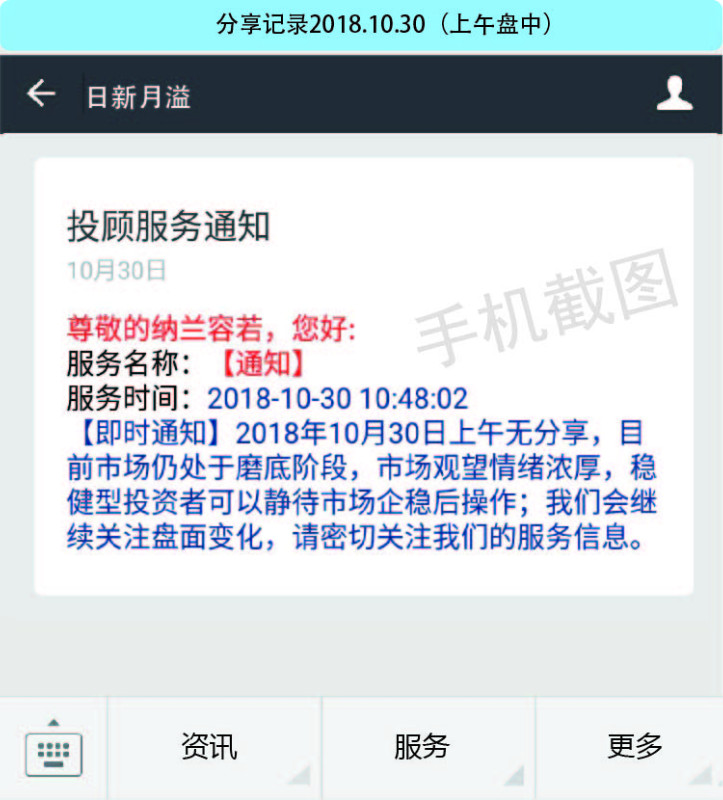 分享记录2018.10.30（上午盘中）
日新月溢
投顾服务通知
10月30日
手机截图
尊敬的纳兰容若，您好:
服务名称：【通知】
服务时间：2018-10-30 10:48:02
【即时通知】2018年10月30日上午无分享，目
前市场仍处于磨底阶段，市场观望情绪浓厚，稳
健型投资者可以静待市场企稳后操作；我们会继
续关注盘面变化，请密切关注我们的服务信息。
资讯
服务
更多